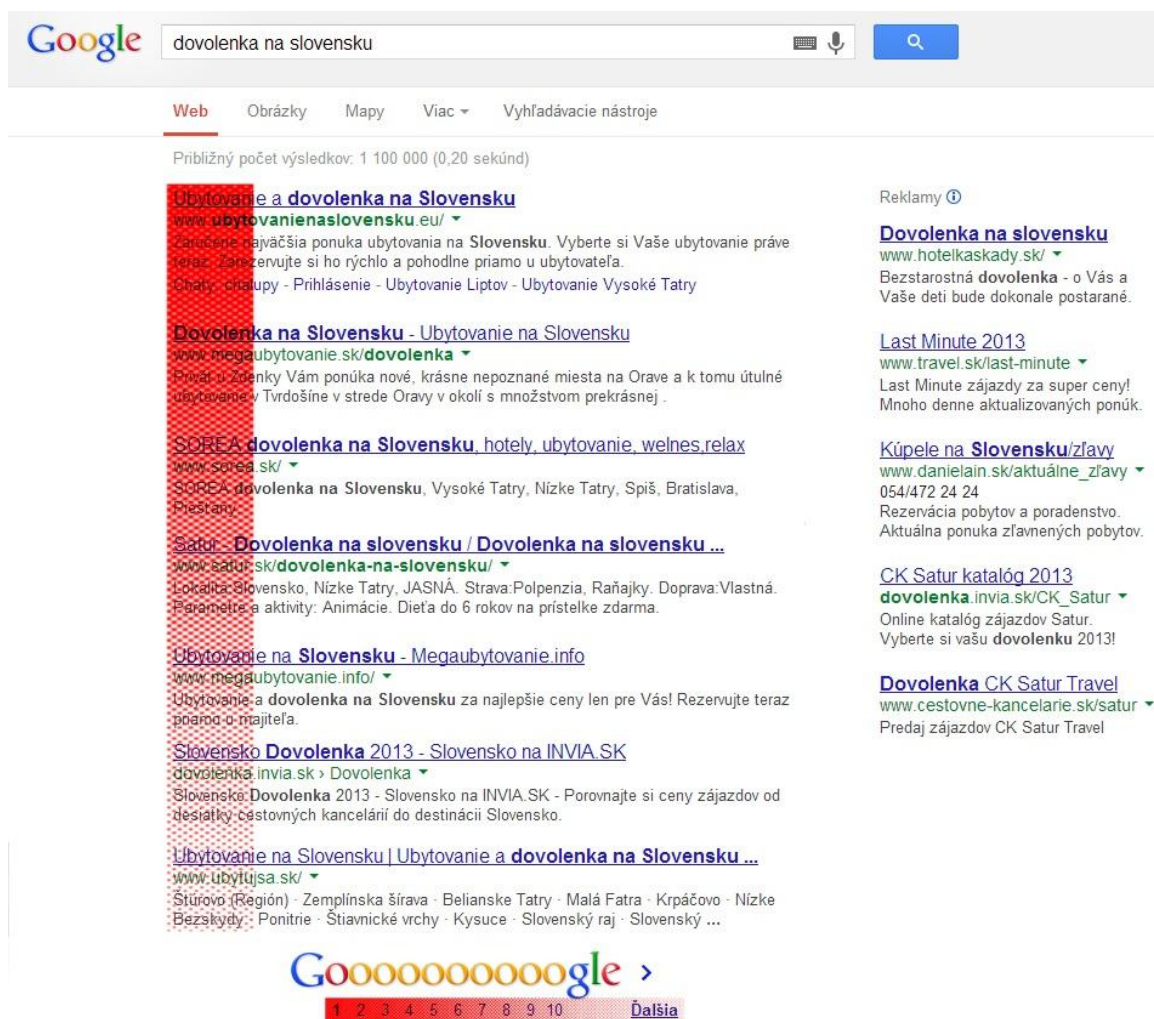 Google
dovolenka na slovensku
Web Obrázky Mapy Viac Vyhľadávacie nástroje
Približný počet výsledkov: 1 100 000 (0,20 sekúnd)
Ubytovanie a dovolenka na Slovensku
www.ubytovanienaslovensku.eu/
Zaručene najväčšia ponuka ubytovania na Slovensku. Vyberte si Vaše ubytovanie práve
teraz. Zarezervujte si ho rýchlo a pohodlne priamo u ubytovateľa.
Chaty, chalupy - Prihlásenie - Ubytovanie Liptov - Ubytovanie Vysoké Tatry
Dovolenka na Slovensku - Ubytovanie na Slovensku
www.megaubytovanie.sk/dovolenka
Privát u Zdenky Vám ponúka nové, krásne nepoznané miesta na Orave a k tomu útulné
ubytovanie v Tvrdošíne v strede Oravy v okolí s množstvom prekrásnej .
SOREA dovolenka na Slovensku, hotely, ubytovanie, welnes,relax
www.sorea.sk/
SOREA dovolenka na Slovensku, Vysoké Tatry, Nízke Tatry, Spiš, Bratislava,
Piešťany
Satur - Dovolenka na slovensku / Dovolenka na slovensku ...
www.satur.sk/dovolenka-na-slovensku/
Lokalita:Slovensko, Nízke Tatry, JASNÁ. Strava:Polpenzia, Raňajky. Doprava:Vlastná.
Parametre a aktivity: Animácie. Dieťa do 6 rokov na prístelke zdarma.
Ubytovanie na Slovensku - Megaubytovanie.info
www.megaubytovanie.info/
Ubytovanie a dovolenka na Slovensku za najlepšie ceny len pre Vás! Rezervujte teraz
priamo u majiteľa.
Slovensko Dovolenka 2013 - Slovensko na INVIA.SK
dovolenka.invia.sk › Dovolenka
Slovensko Dovolenka 2013 - Slovensko na INVIA.SK - Porovnajte si ceny zájazdov od
desiatky cestovných kancelárií do destinácii Slovensko.
Ubytovanie na Slovensku | Ubytovanie a dovolenka na Slovensku ...
www.ubytujsa.sk/
Štúrovo (Región) · Zemplínska šírava · Belianske Tatry · Malá Fatra · Krpáčovo · Nízke
Bezskydy · Ponitrie · Štiavnické vrchy · Kysuce · Slovenský raj · Slovenský ...
Reklamy
Dovolenka na slovensku
www.hotelkaskady.sk/
Bezstarostná dovolenka - o Vás a
Vaše deti bude dokonale postarané.
Last Minute 2013
www.travel.sk/last-minute
Last Minute zájazdy za super ceny!
Mnoho denne aktualizovaných ponúk.
Kúpele na Slovensku/zľavy
www.danielain.sk/aktuálne_zľavy
054/472 24 24
Rezervácia pobytov a poradenstvo.
Aktuálna ponuka zľavnených pobytov.
CK Satur katalóg 2013
dovolenka.invia.sk/CK_Satur
Online katalóg zájazdov Satur.
Vyberte si vašu dovolenku 2013!
Dovolenka CK Satur Travel
www.cestovne-kancelarie.sk/satur
Predaj zájazdov CK Satur Travel
Goooooooooogle >
1 2 3 4 5 6 7 8 9 10 Ďalšia